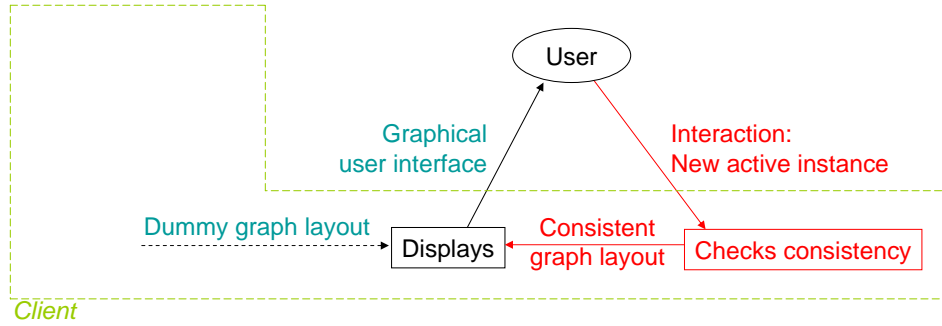 User
Graphical
user interface
Interaction:
New active instance
Dummy graph layout
Displays
Consistent
graph layout
Checks consistency
Client